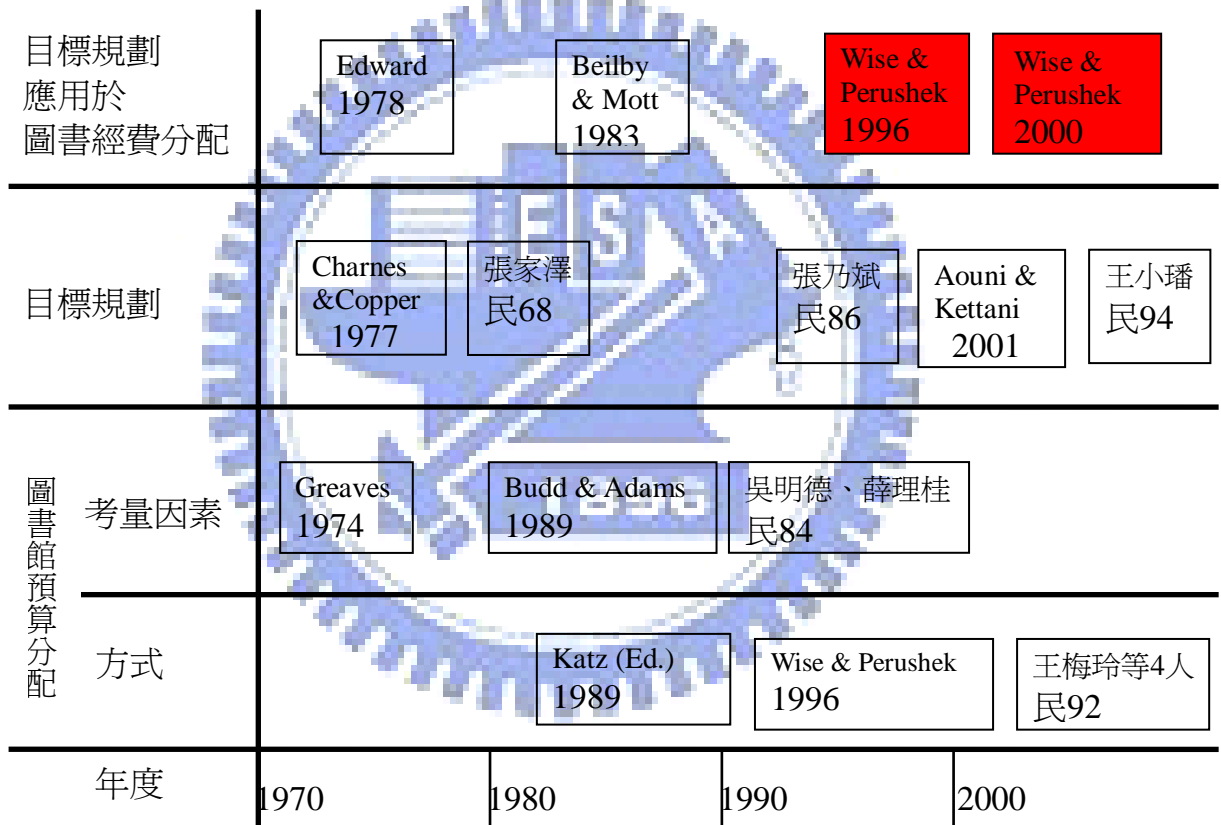 目標規劃
應用於
圖書經費分配
Edward
1978
Beilby
& Mott
1983
Wise &
Perushek
1996
Wise &
Perushek
2000
目標規劃
Charnes
&Copper
1977
張家澤
民68
張乃斌
民86
Aouni &
Kettani
2001
王小璠
民94
圖書館預算分配
考量因素
Greaves
1974
Budd & Adams
1989
吳明德、薛理桂
民84
方式
Katz (Ed.)
1989
Wise & Perushek
1996
王梅玲等4人
民92
年度
1970
1980
1990
2000
E S A
1896